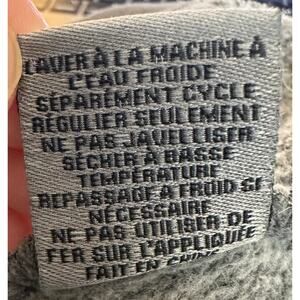 LAVER À LA MACHINE À
L'EAU FROIDE
SÉPARÉMENT CYCLE
RÉGULIER SEULEMENT
NE PAS JAVELLISER
SÉCHER À BASSE
TEMPÉRATURE
REPASSAGE À FROID SI
NÉCESSAIRE
NE PAS UTILISER DE
FER SUR L'APPLIQUÉE
FAIT EN CHINE